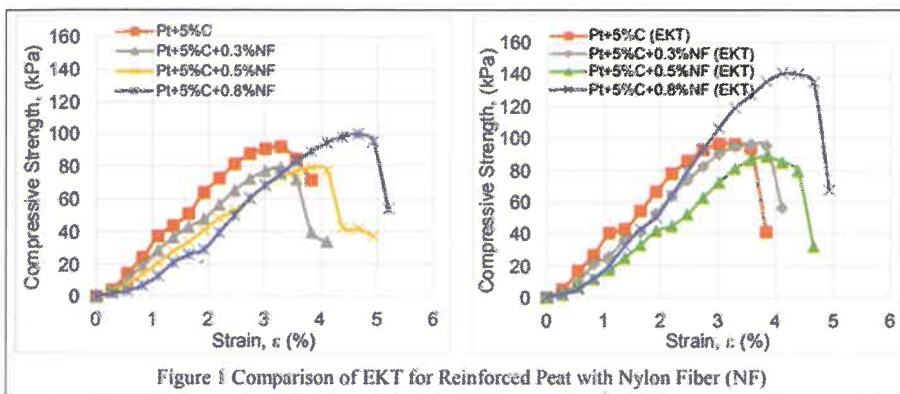 Pt+5%C
Pt+5%C+0.3%NF
Pt+5%C+0.5%NF
Pt+5%C+0.8%NF
160
140
120
100
80
60
40
20
0
Compressive Strength, (kPa)
0 1 2 3 4 5 6
Strain, ε (%)
Pt+5%C (EKT)
Pt+5%C+0.3%NF (EKT)
Pt+5%C+0.5%NF (EKT)
Pt+5%C+0.8%NF (EKT)
160
140
120
100
80
60
40
20
0
Compressive Strength, (kPa)
0 1 2 3 4 5 6
Strain, ε (%)
Figure 1 Comparison of EKT for Reinforced Peat with Nylon Fiber (NF)